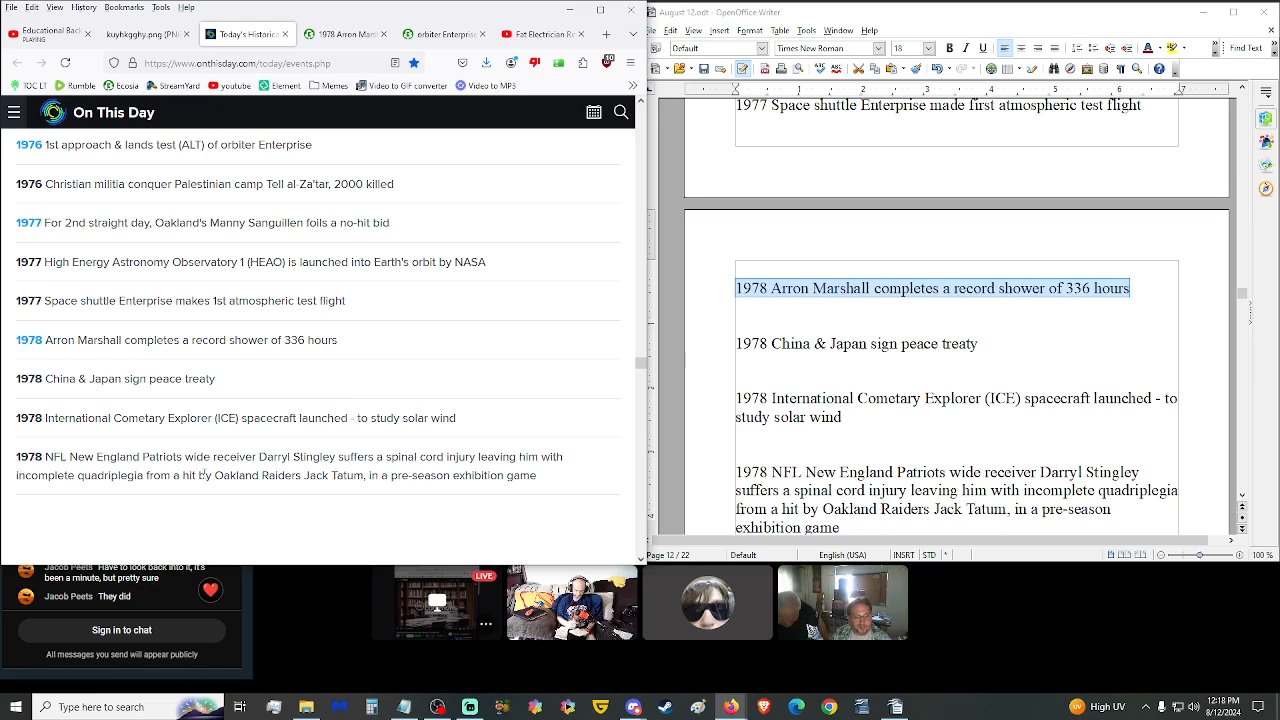 File Edit View History Bookmarks Tools Help
August 12.odt - OpenOffice Writer
Educational Ba
PLAYING
Today's Historica
1978 Arron Mars
orbiter Enterpris
Fat Electrician Re
File Edit View Insert Format Table Tools Window Help
Default
Times New Roman
18
Find Text
https://www.onthisday.com/today/
TGCL Rumble Ecosia StreamYard youtube Element Memes Video to GIF converter Video to MP3
On This Day
1976 1st approach & lands test (ALT) of orbiter Enterprise
1976 Christian militia conquer Palestinian camp Tell al-Za'tar, 2000 killed
1977 For 2nd straight day, Oakland's Manny Sanguillen foils a no-hit bid
1977 High Energy Astronomy Observatory 1 (HEAO) is launched into Earth's orbit by NASA
1977 Space shuttle Enterprise makes 1st atmospheric test flight
1978 Arron Marshall completes a record shower of 336 hours
1978 China & Japan sign peace treaty
1978 International Cometary Explorer (ICE) spacecraft launched - to study solar wind
1978 NFL New England Patriots wide receiver Darryl Stingley suffers a spinal cord injury leaving him with
incomplete quadriplegia from a hit by Oakland Raiders Jack Tatum, in a pre-season exhibition game
1977 Space shuttle Enterprise made first atmospheric test flight
1978 Arron Marshall completes a record shower of 336 hours
1978 China & Japan sign peace treaty
1978 International Cometary Explorer (ICE) spacecraft launched - to
study solar wind
1978 NFL New England Patriots wide receiver Darryl Stingley
suffers a spinal cord injury leaving him with incomplete quadriplegia
from a hit by Oakland Raiders Jack Tatum, in a pre-season
exhibition game
Page 12 / 22
Default
English (USA)
INSRT
STD
*
100 %
Jacob Peets Have to look back into it, it's
been a minute, but pressure
Jacob Peets They did
Sign in to chat
All messages you send will appear publicly
LIVE
Type here to search
High UV
12:18 PM
8/12/2024